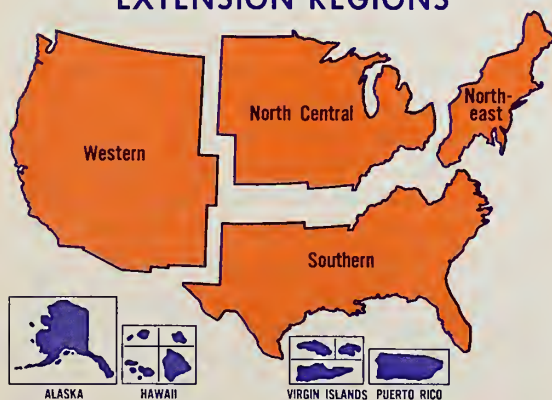 EXTENSION REGIONS
Western
North Central
North-
east
Southern
ALASKA
HAWAII
VIRGIN ISLANDS
PUERTO RICO